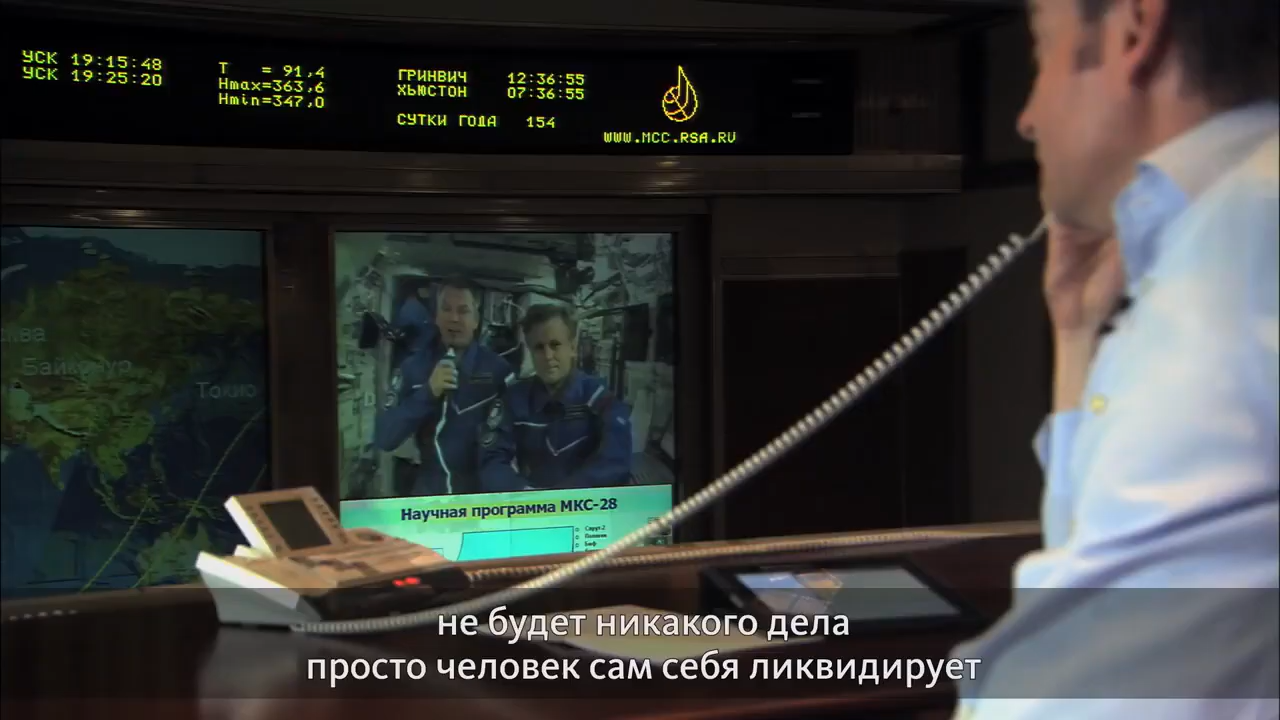 УСК 19:15:48
УСК 19:25:20
T = 91,4
Hmax=363,6
Hmin=347,0
ГРИНВИЧ 12:36:55
ХЬЮСТОН 07:36:55
СУТКИ ГОДА 154
WWW.MCC.RSA.RU
ква
Байконур
Токио
Научная программа МКС-28
не будет никакого дела
просто человек сам себя ликвидирует